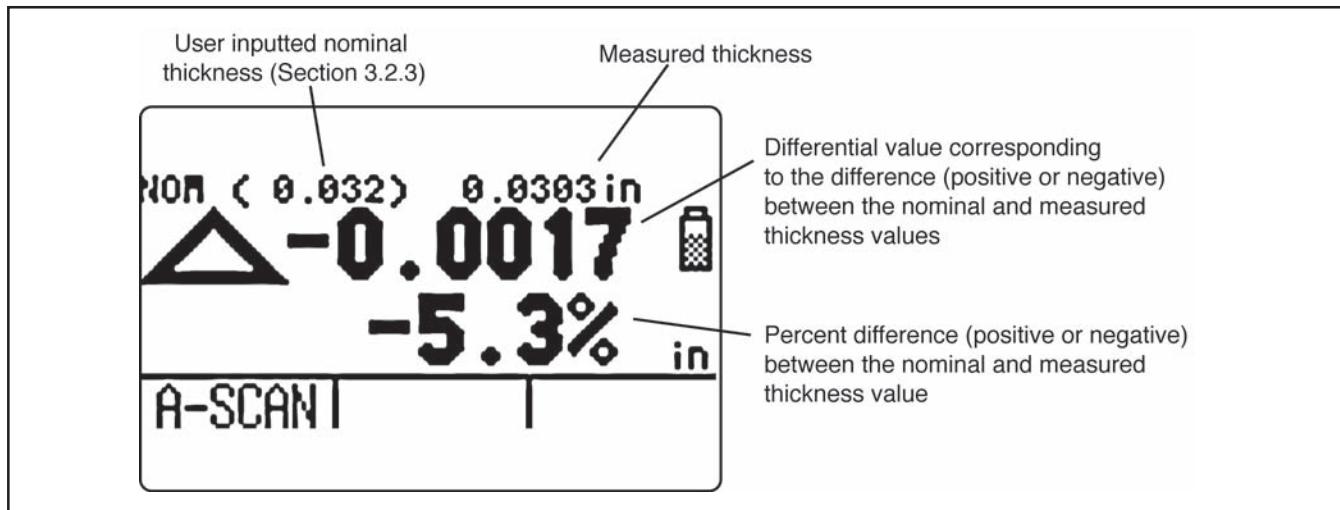 User inputted nominal
thickness (Section 3.2.3)
Measured thickness
NOM ( 0.032) 0.0303in
-0.0017
-5.3%
in
A-SCAN
Differential value corresponding
to the difference (positive or negative)
between the nominal and measured
thickness values
Percent difference (positive or negative)
between the nominal and measured
thickness value